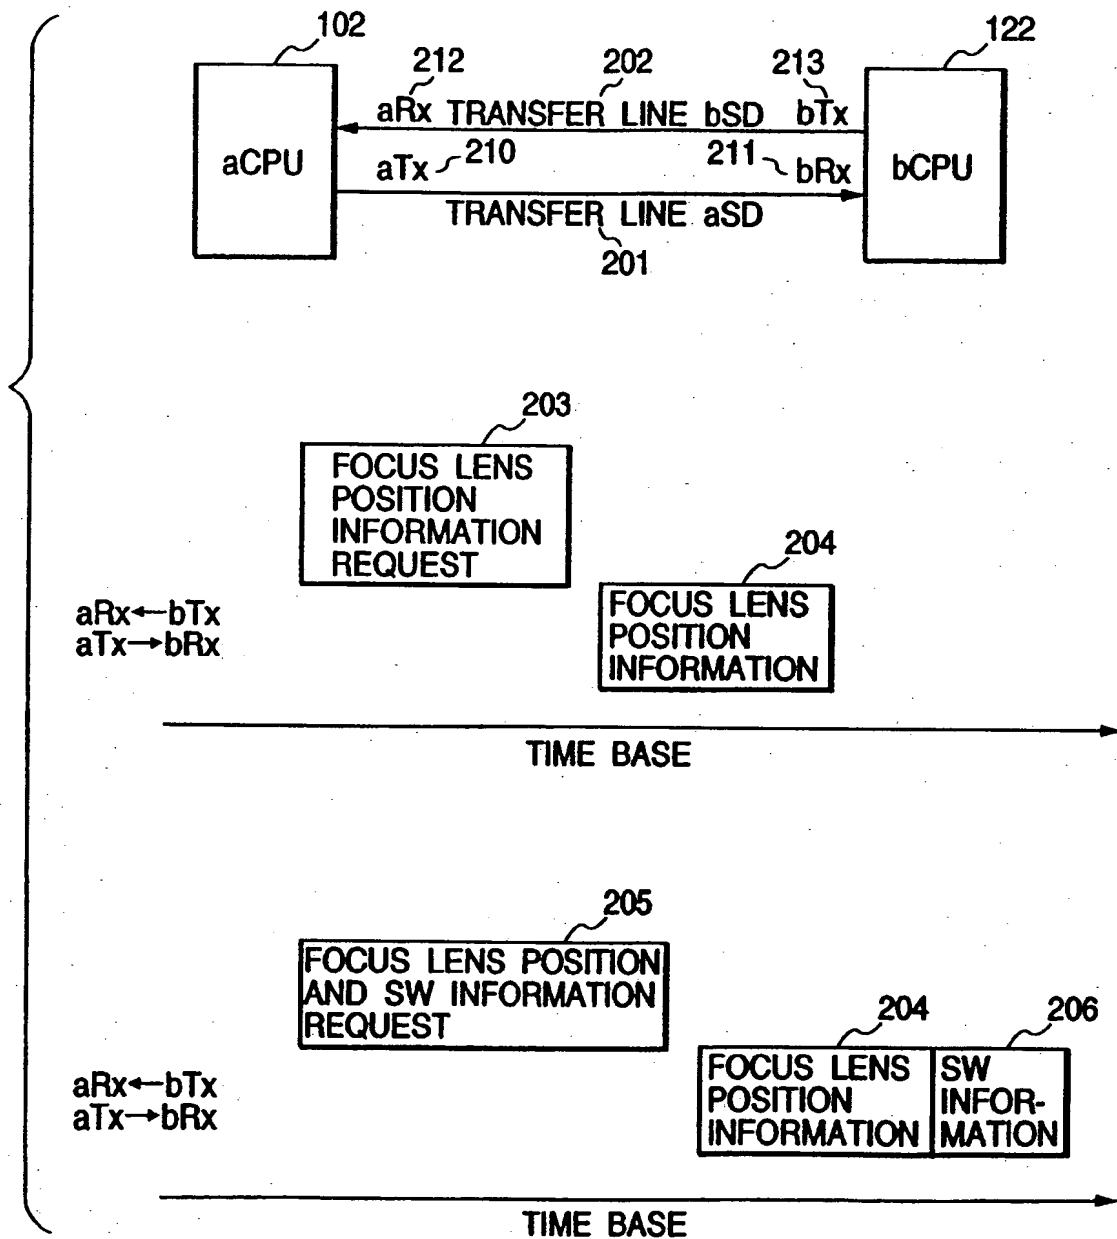 102
122
212
202
213
aRx TRANSFER LINE bSD bTx
aCPU
aTx
210
211
bRx
bCPU
TRANSFER LINE aSD
201
203
FOCUS LENS
POSITION
INFORMATION
REQUEST
204
FOCUS LENS
POSITION
INFORMATION
aRx←bTx
aTx→bRx
TIME BASE
205
FOCUS LENS POSITION
AND SW INFORMATION
REQUEST
204
206
FOCUS LENS
POSITION
INFORMATION
SW
INFOR-
MATION
aRx←bTx
aTx→bRx
TIME BASE